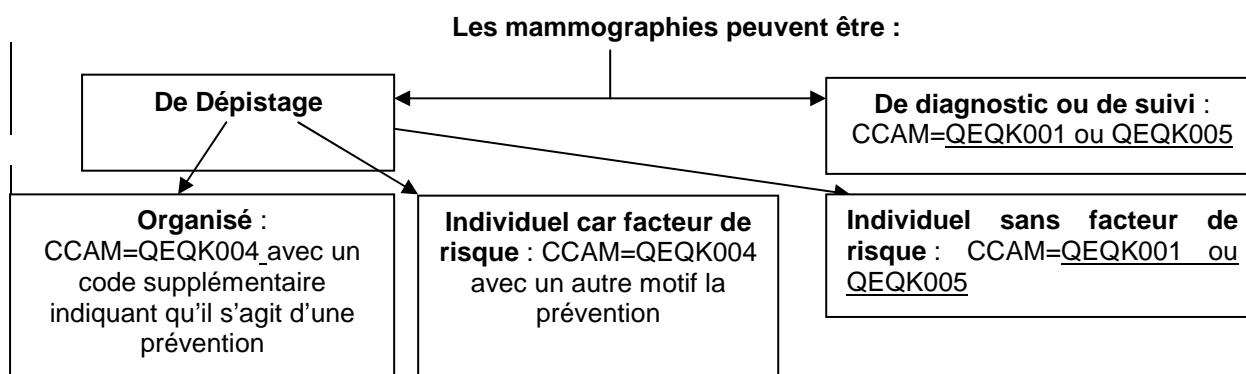 Les mammographies peuvent être :
De Dépistage
De diagnostic ou de suivi :
CCAM=QEQK001 ou QEQK005
Organisé :
CCAM=QEQK004 avec un
code supplémentaire
indiquant qu’il s’agit d’une
prévention
Individuel car facteur de
risque : CCAM=QEQK004
avec un autre motif la
prévention
Individuel sans facteur de
risque : CCAM=QEQK001 ou
QEQK005